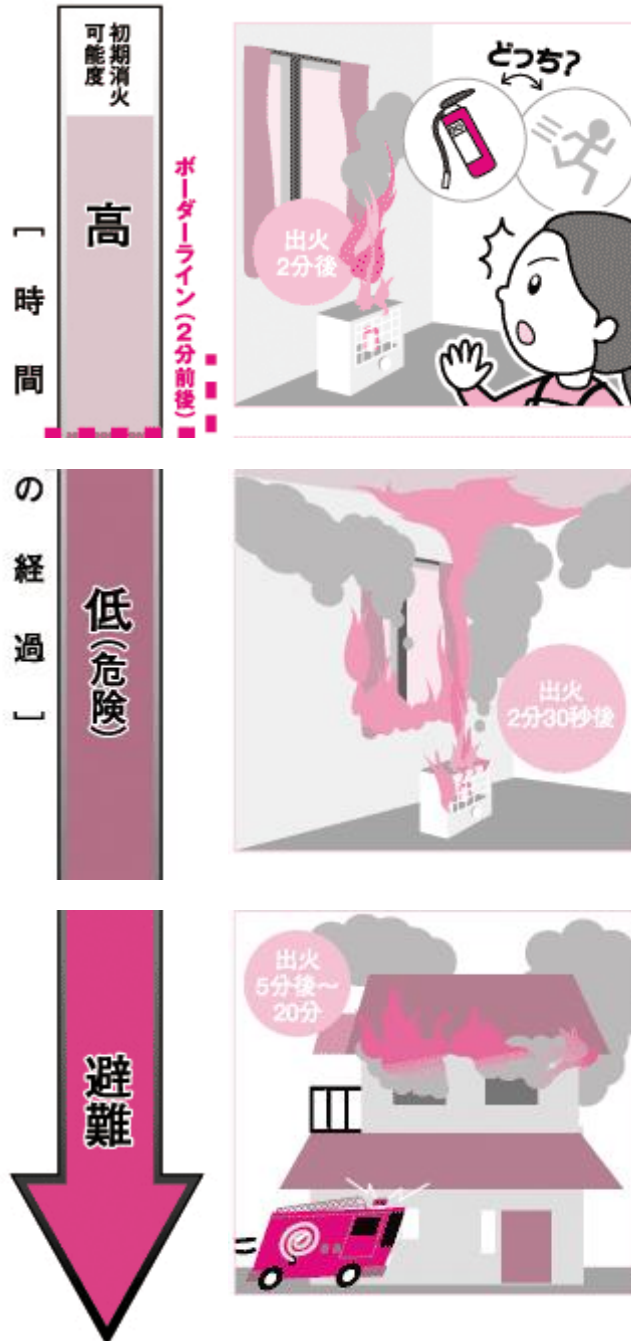 初期消火
可能度
高
ボーダーライン(2分前後)
どっち?
出火
2分後
[時間の経過]
低(危険)
出火
2分30秒後
避難
出火
5分後〜
20分